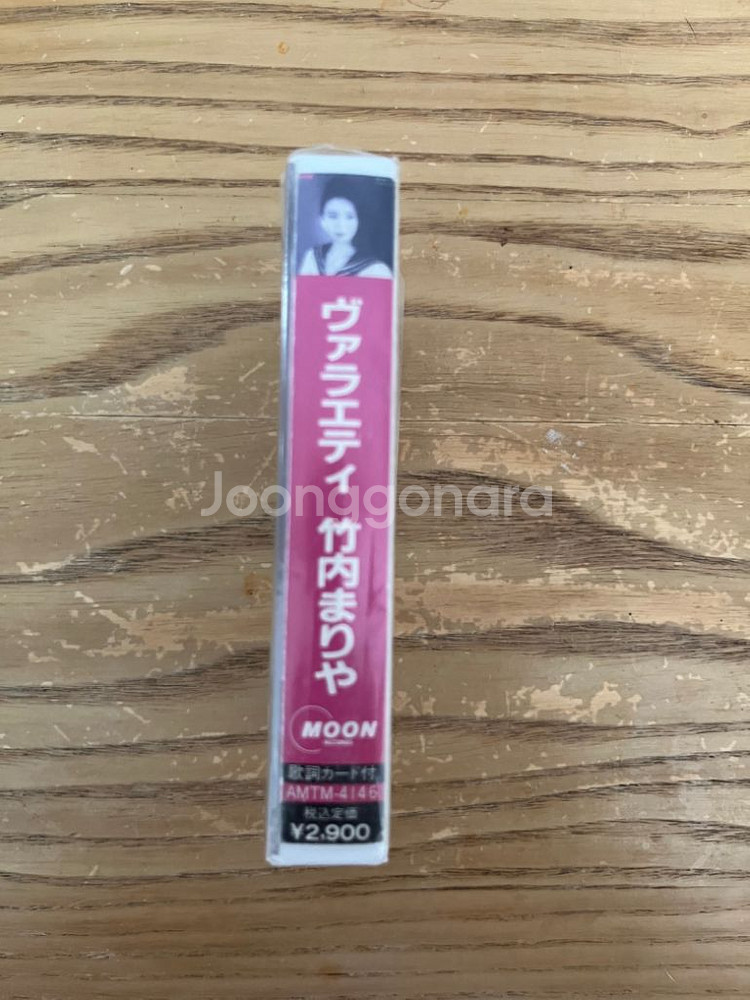 ヴァラエティ 竹内まりや
MOON
歌詞カード付
AMTM-4146
税込定価
¥2,900
Joonggonara